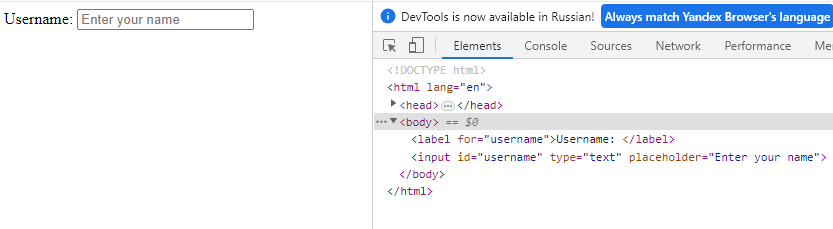 Username: Enter your name
DevTools is now available in Russian! Always match Yandex Browser's language
Elements Console Sources Network Performance Me
<!DOCTYPE html>
<html lang="en">
<head> … </head>
… <body> == $0
<label for="username">Username: </label>
<input id="username" type="text" placeholder="Enter your name">
</body>
</html>